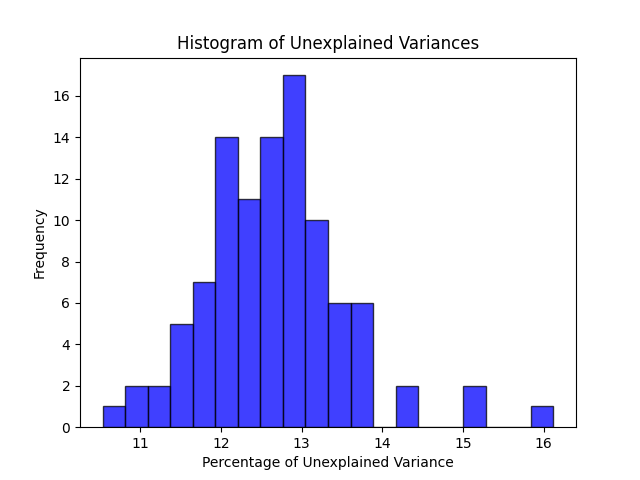 Histogram of Unexplained Variances
16
14
12
10
8
6
4
2
0
Frequency
11 12 13 14 15 16
Percentage of Unexplained Variance